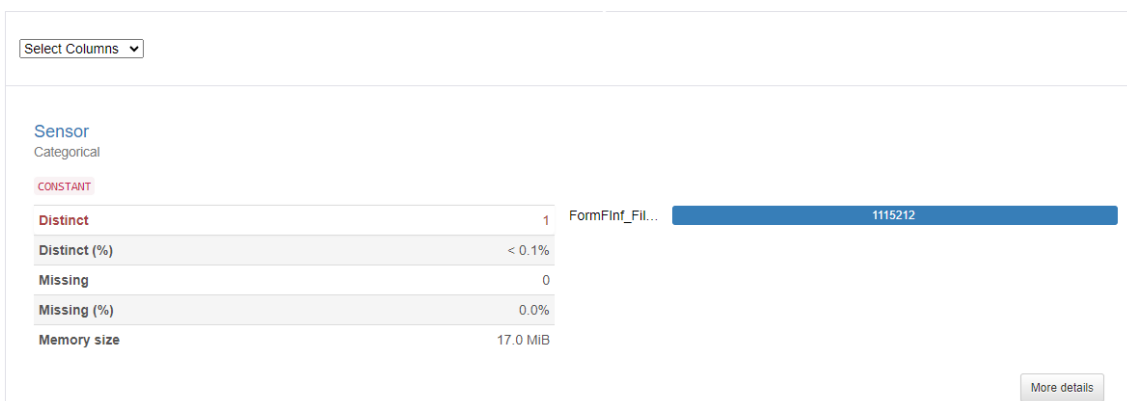 Select Columns
Sensor
Categorical
CONSTANT
Distinct 1
Distinct (%) < 0.1%
Missing 0
Missing (%) 0.0%
Memory size 17.0 MiB
FormFInf_Fil... 1115212
More details